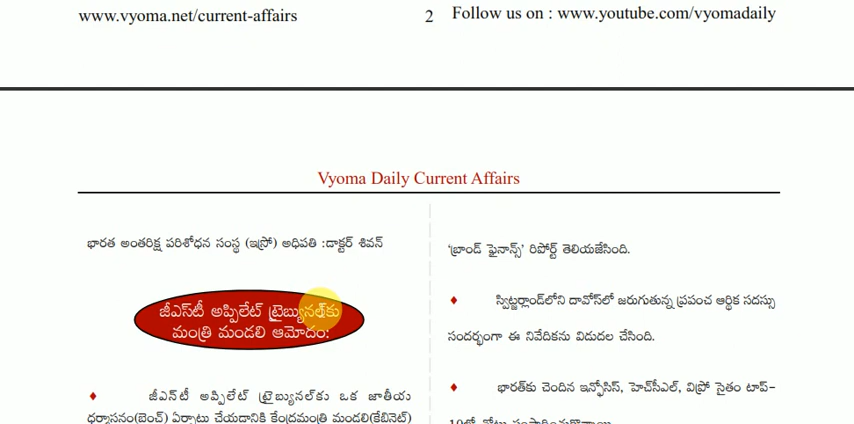 www.vyoma.net/current-affairs
2
Follow us on : www.youtube.com/vyomadaily
Vyoma Daily Current Affairs
భారత అంతరిక్ష పరిశోధన సంస్థ (ఇస్రో) అధిపతి :డాక్టర్ శివన్
జీఎస్‌టీ అప్పిలేట్ ట్రైబ్యునల్‌కు
మంత్రి మండలి ఆమోదం:
♦ జీఎన్‌టీ అపిలేట్ ట్రైబ్యునల్‌కు ఒక జాతీయ
ధర్మాసనం(బెంచ్) ఏర్పాటు చేయడానికి కేంద్రమంత్రి మండలి(కేబినెట్)
‘బ్రాండ్ ఫైనాన్స్’ రిపోర్ట్ తెలియజేసింది.
♦ స్విట్జర్లాండ్‌లోని దావోస్‌లో జరుగుతున్న ప్రపంచ ఆర్థిక సదస్సు
సందర్భంగా ఈ నివేదికను విడుదల చేసింది.
♦ భారత్‌కు చెందిన ఇన్ఫోసిస్, హెచ్‌సీఎల్, విప్రో సైతం టాప్-